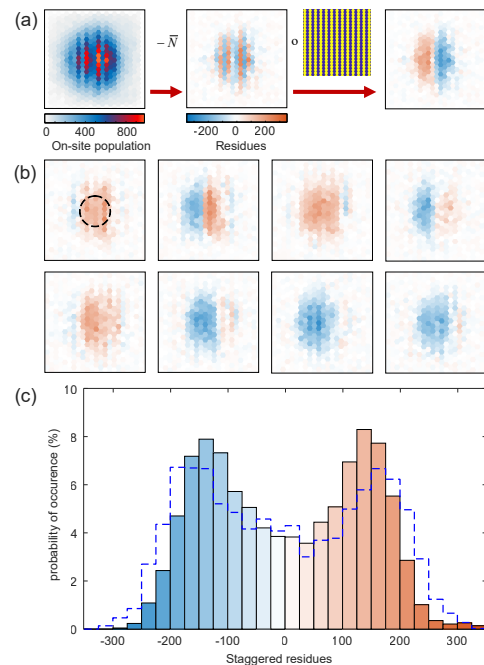 (a)
− N̅
o
0 400 800
On-site population
-200 0 200
Residues
(b)
(c)
10
8
6
4
2
0
probability of occurence (%)
-300 -200 -100 0 100 200 300
Staggered residues